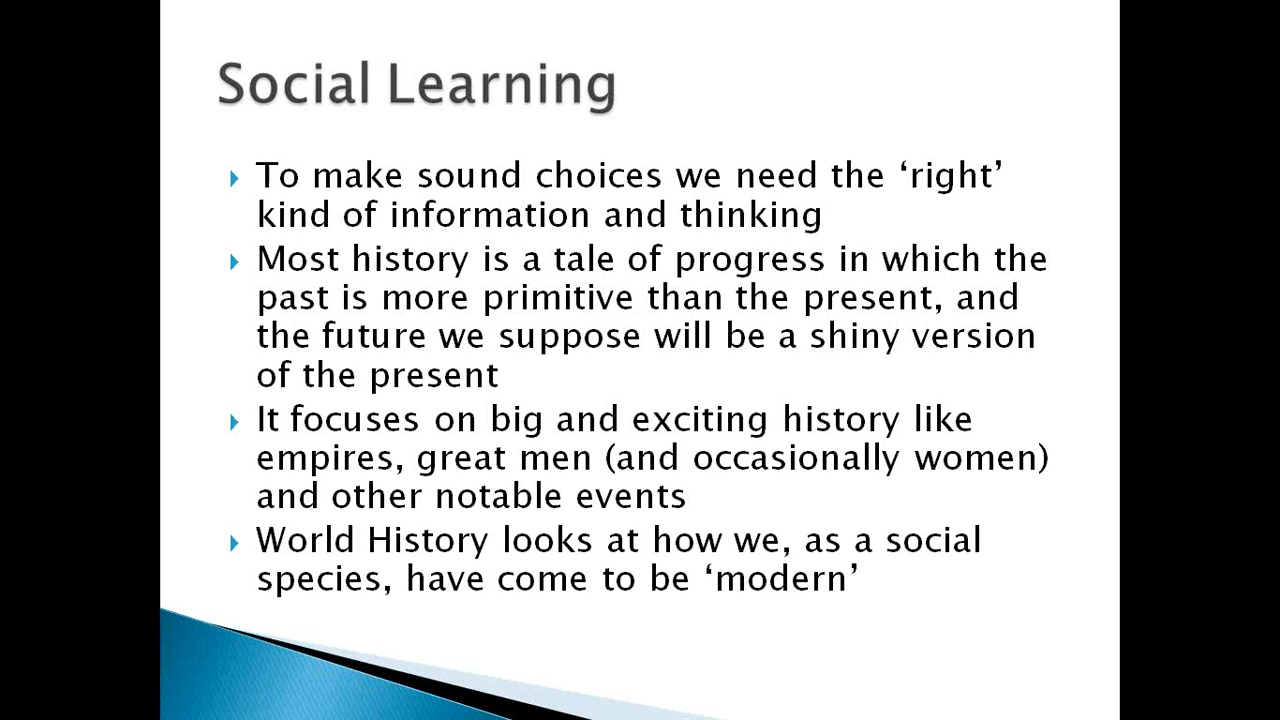 Social Learning
To make sound choices we need the ‘right’
kind of information and thinking
Most history is a tale of progress in which the
past is more primitive than the present, and
the future we suppose will be a shiny version
of the present
It focuses on big and exciting history like
empires, great men (and occasionally women)
and other notable events
World History looks at how we, as a social
species, have come to be ‘modern’